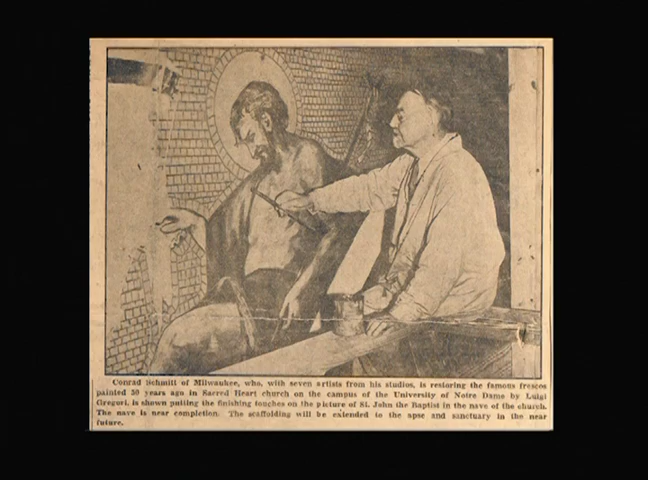 Conrad Schmitt of Milwaukee, who, with seven artists from his studios, is restoring the famous frescos
painted 50 years ago in Sacred Heart church on the campus of the University of Notre Dame by Luigi
Gregori, is shown putting the finishing touches on the picture of St. John the Baptist in the nave of the church.
The nave is near completion. The scaffolding will be extended to the apse and sanctuary in the near
future.